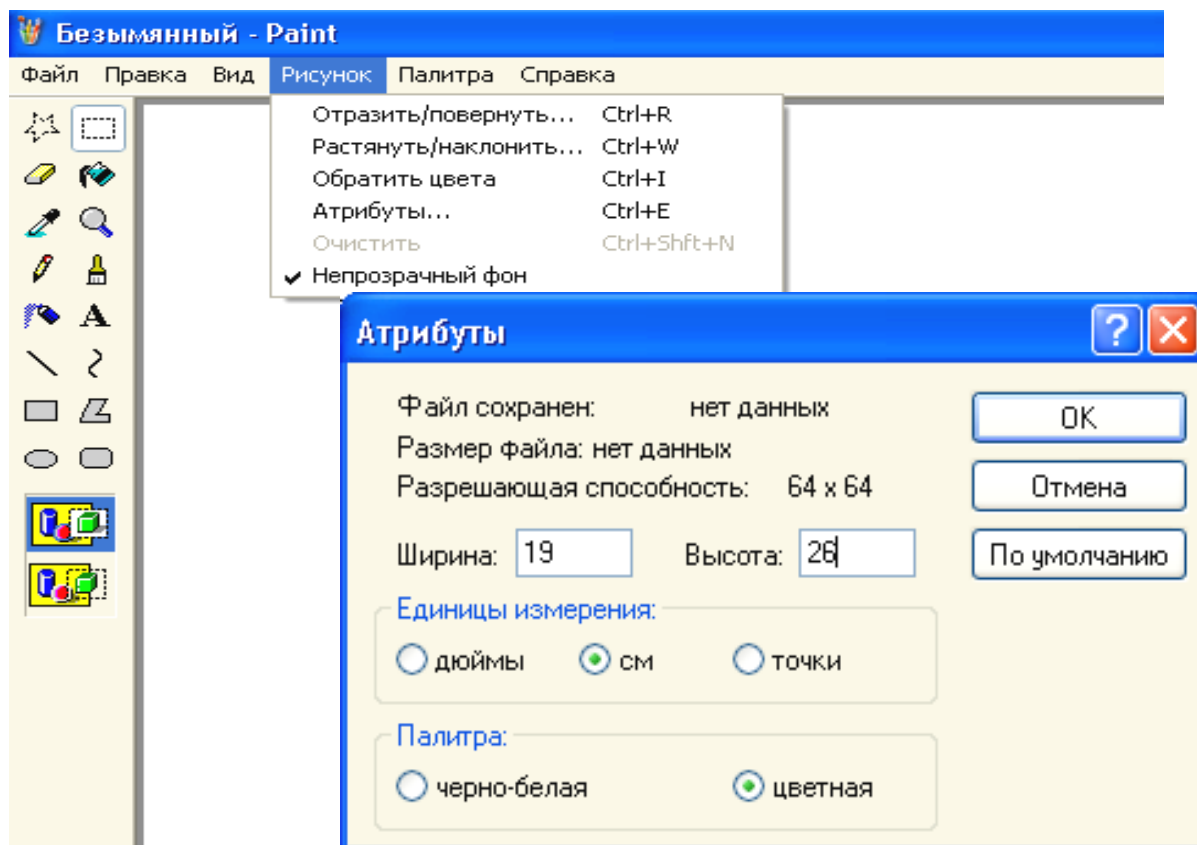 Безымянный - Paint
Файл Правка Вид Рисунок Палитра Справка
Отразить/повернуть... Ctrl+R
Растянуть/наклонить... Ctrl+W
Обратить цвета Ctrl+I
Атрибуты... Ctrl+E
Очистить Ctrl+Shft+N
Непрозрачный фон
A
Атрибуты
Файл сохранен: нет данных
OK
Размер файла: нет данных
Разрешающая способность: 64 x 64
Отмена
Ширина: 19 Высота: 26
По умолчанию
Единицы измерения:
дюймы см точки
Палитра:
черно-белая цветная